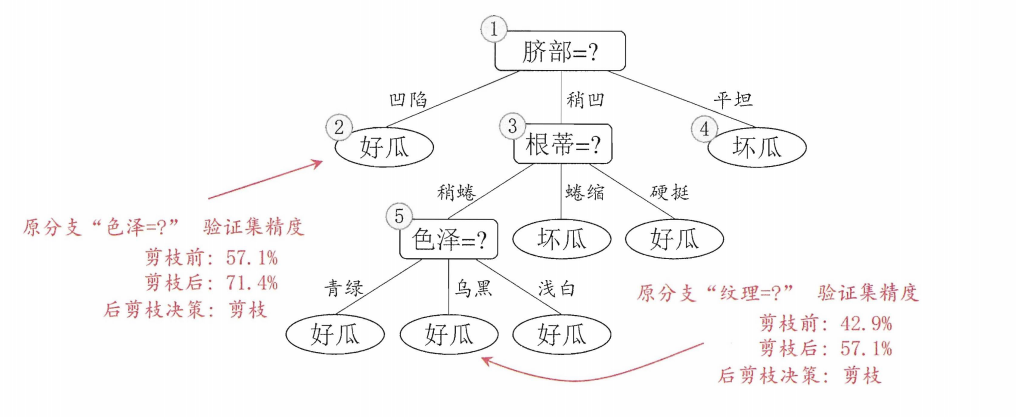 ①
脐部=?
凹陷
稍凹
平坦
②
好瓜
③
根蒂=?
④
坏瓜
稍蜷
蜷缩
硬挺
原分支“色泽=?” 验证集精度
剪枝前: 57.1%
剪枝后: 71.4%
后剪枝决策: 剪枝
⑤
色泽=?
坏瓜
好瓜
青绿
乌黑
浅白
好瓜
好瓜
好瓜
原分支“纹理=?” 验证集精度
剪枝前: 42.9%
剪枝后: 57.1%
后剪枝决策: 剪枝